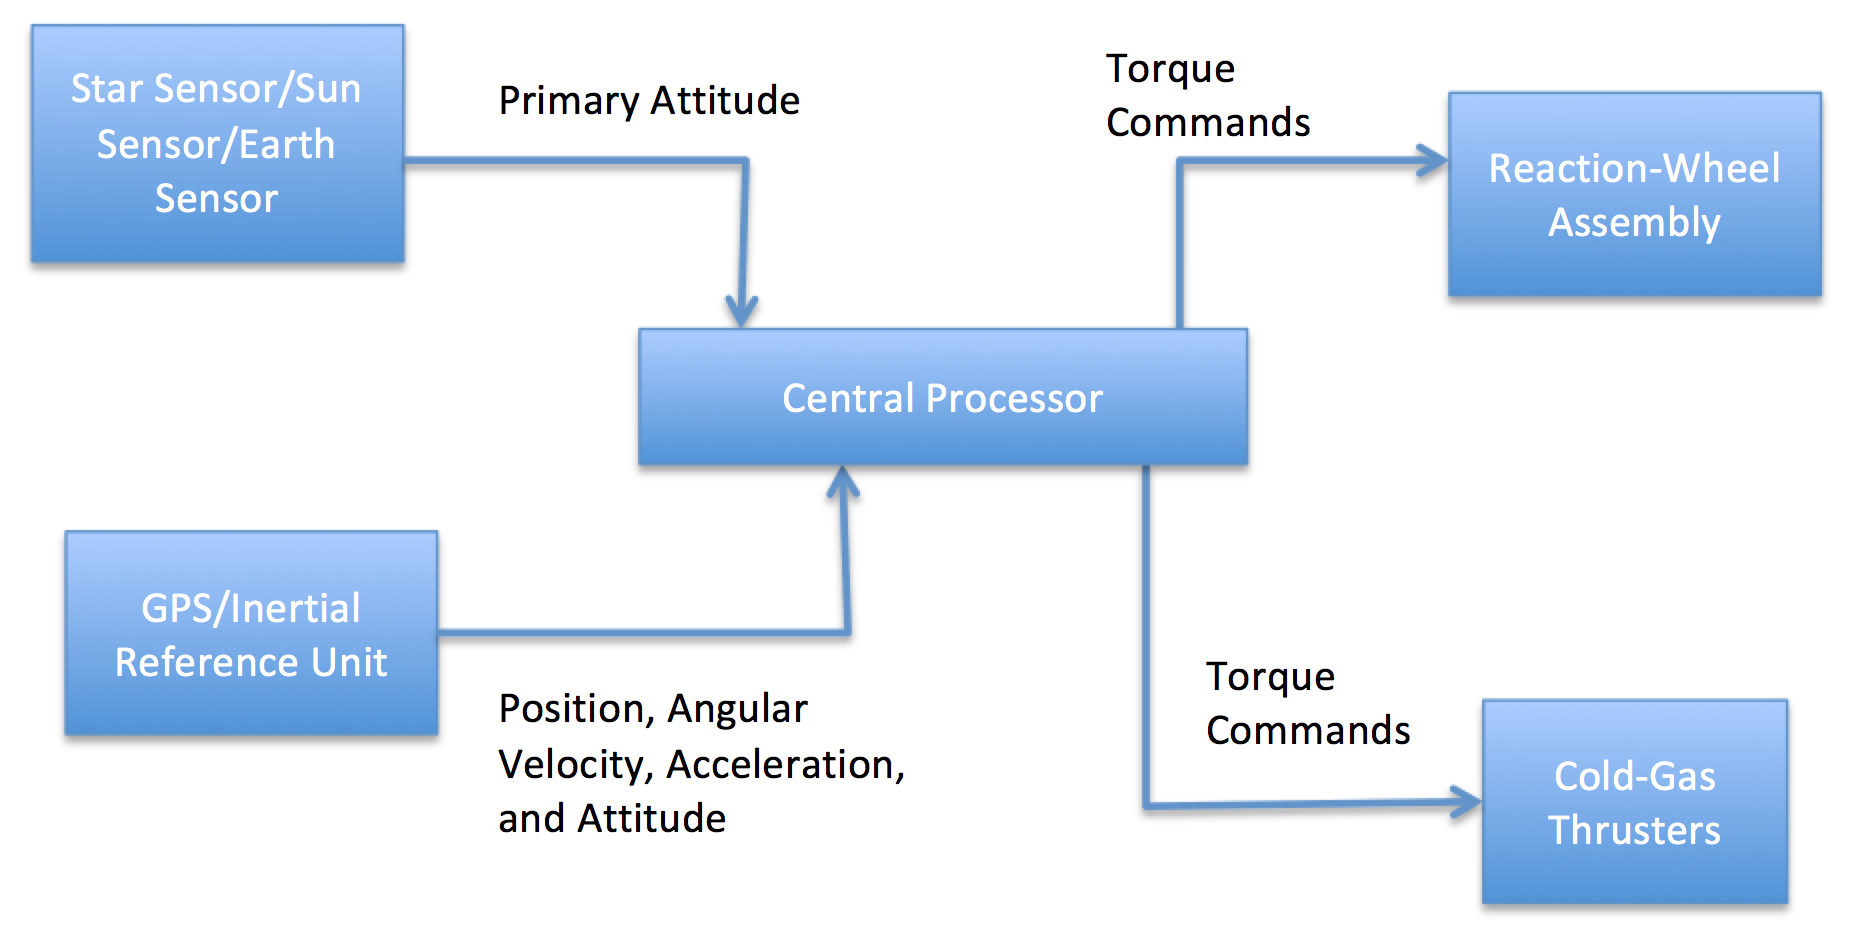 Star Sensor/Sun
Sensor/Earth
Sensor
Primary Attitude
Torque
Commands
Reaction-Wheel
Assembly
Central Processor
GPS/Inertial
Reference Unit
Position, Angular
Velocity, Acceleration,
and Attitude
Torque
Commands
Cold-Gas
Thrusters